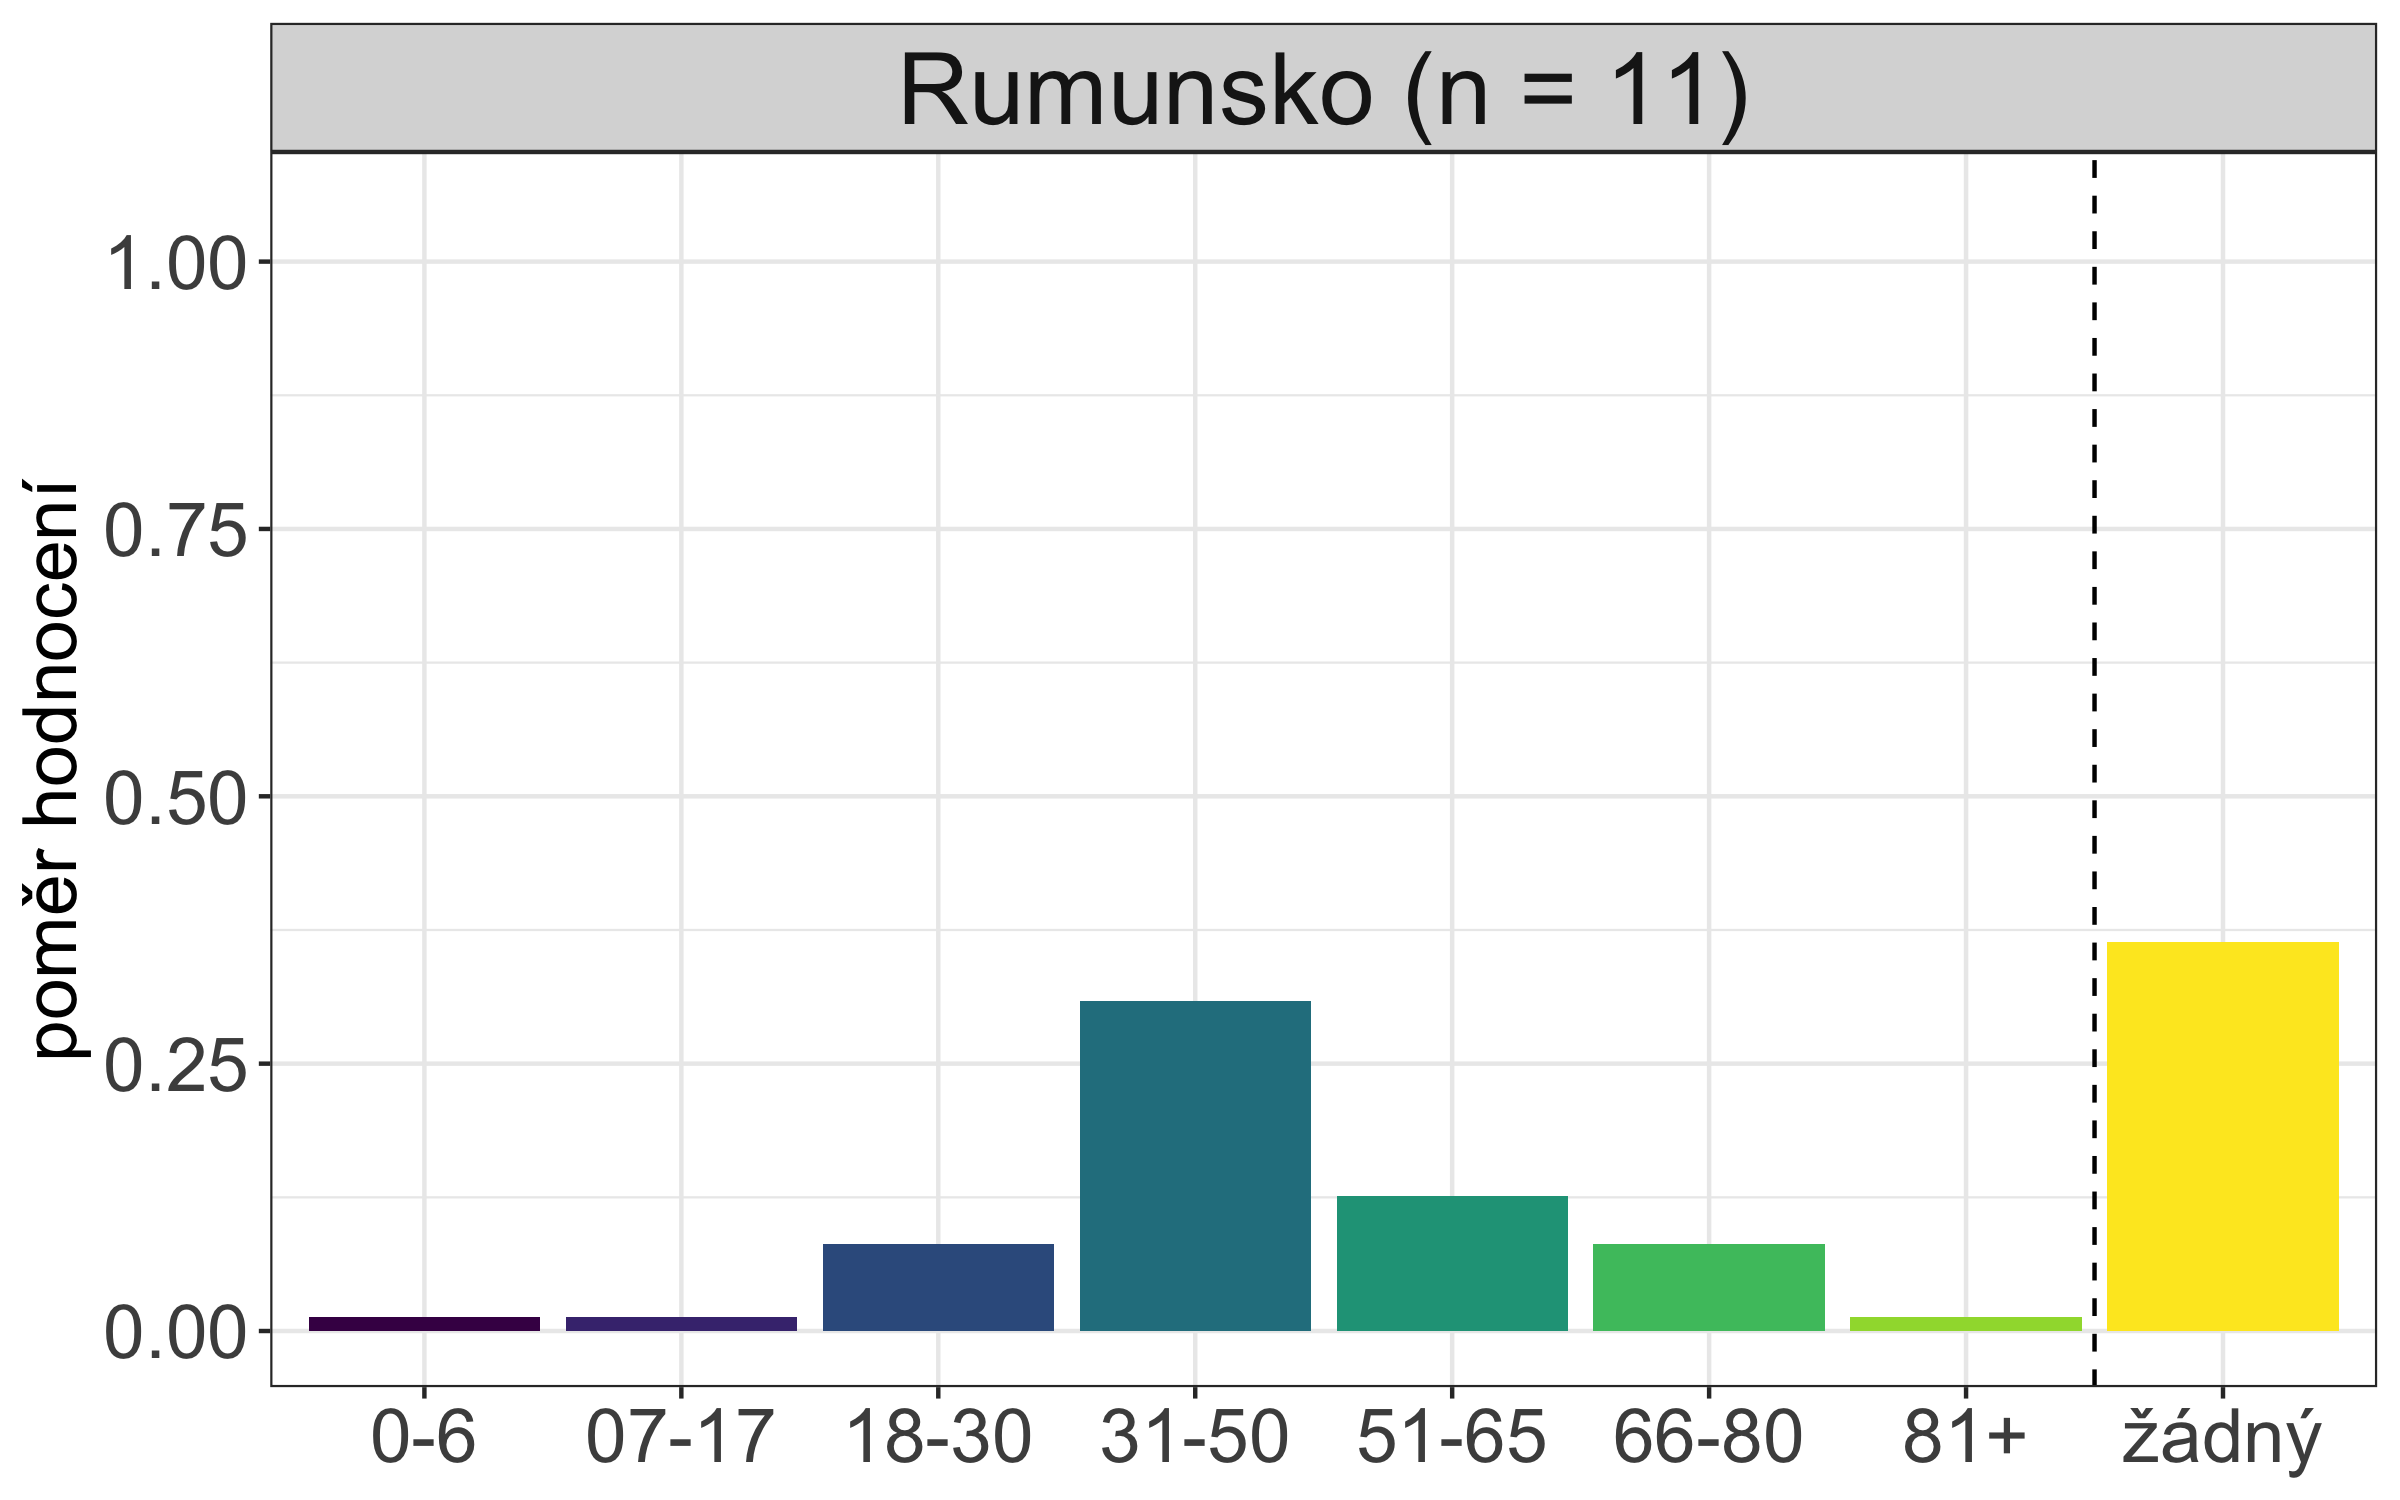 Rumunsko (n = 11)
poměr hodnocení
1.00
0.75
0.50
0.25
0.00
0-6 07-17 18-30 31-50 51-65 66-80 81+ žádný